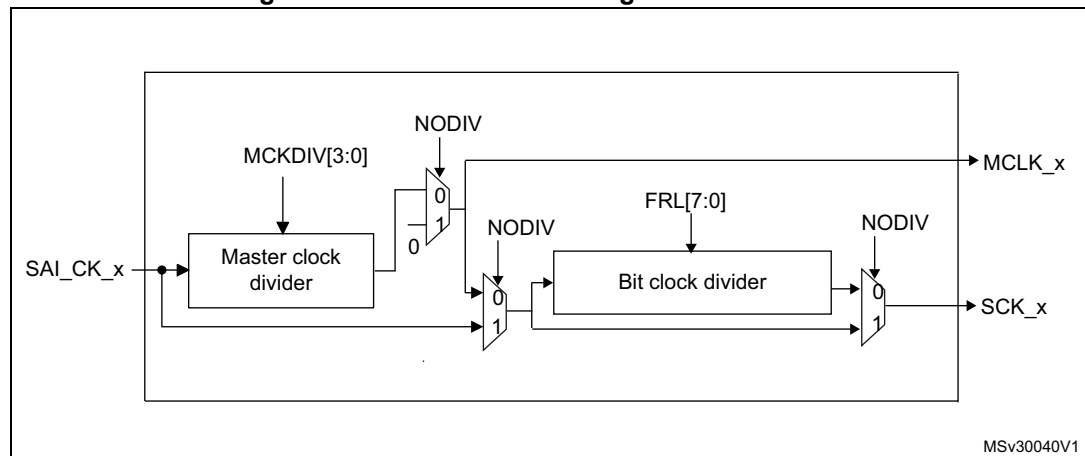 NODIV
MCKDIV[3:0]
MCLK_x
0
1
0
FRL[7:0]
NODIV
NODIV
SAI_CK_x
Master clock
divider
Bit clock divider
0
1
0
1
SCK_x
MSv30040V1